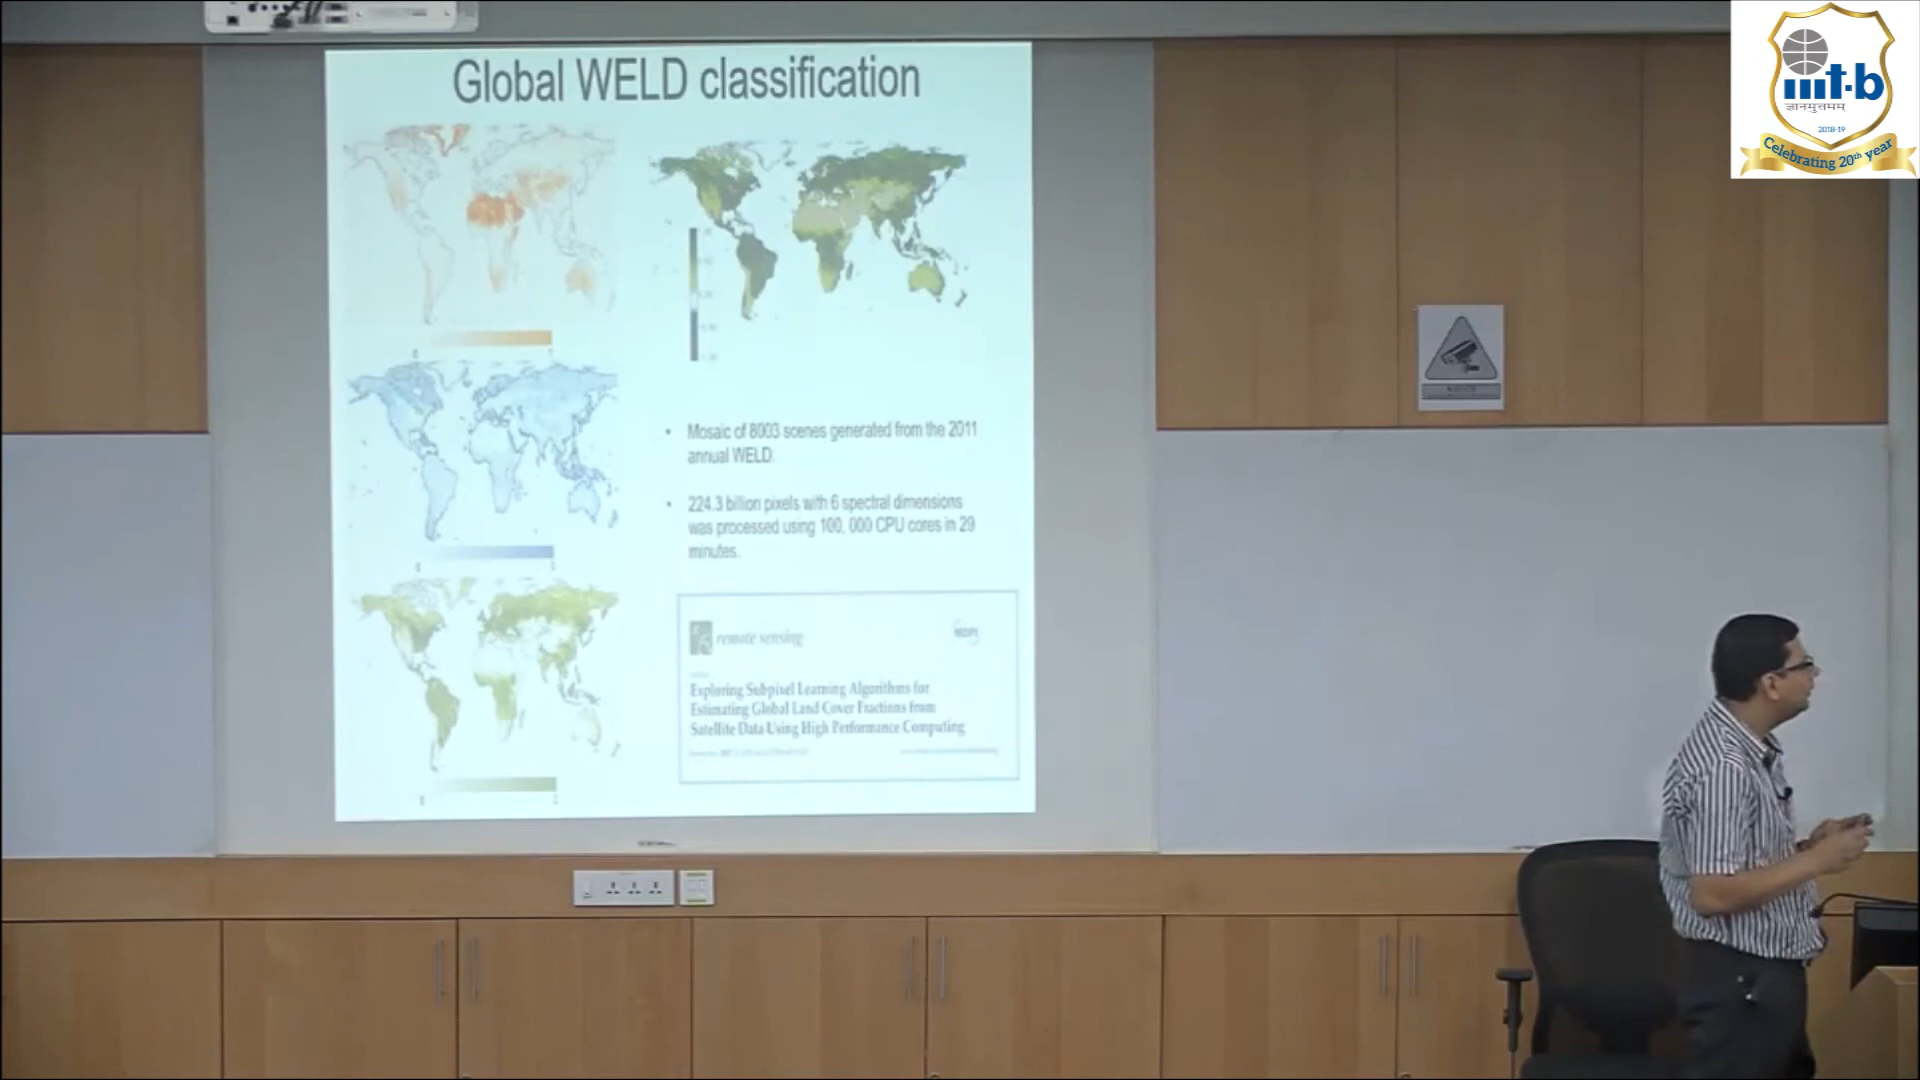 Global WELD classification
• Mosaic of 8003 scenes generated from the 2011
annual WELD.
• 224.3 billion pixels with 6 spectral dimensions
was processed using 100, 000 CPU cores in 29
minutes.
remote sensing
MDPI
Exploring Subpixel Learning Algorithms for
Estimating Global Land Cover Fractions from
Satellite Data Using High Performance Computing
iiit-b
ज्ञानमुत्तमम्
2018-19
Celebrating 20th year
NOTICE